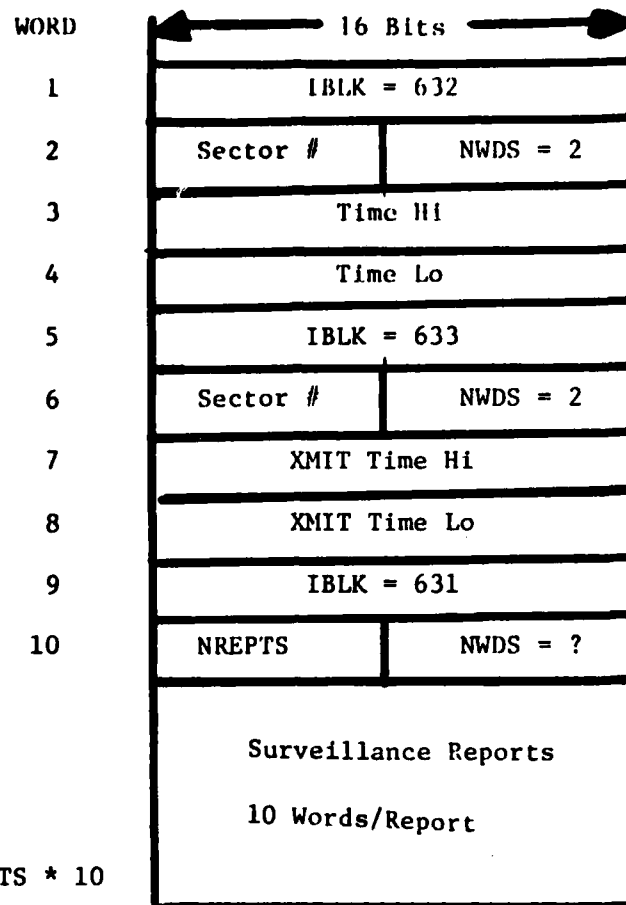 WORD 16 Bits
1 IBLK = 632
2 Sector # NWDS = 2
3 Time Hi
4 Time Lo
5 IBLK = 633
6 Sector # NWDS = 2
7 XMIT Time Hi
8 XMIT Time Lo
9 IBLK = 631
10 NREPTS NWDS = ?
Surveillance Reports
10 Words/Report
TS * 10